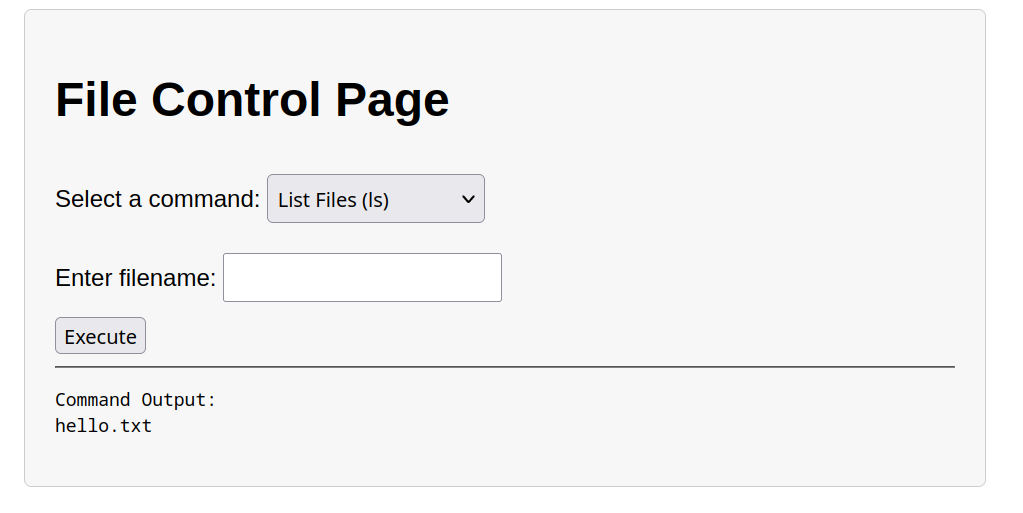 File Control Page
Select a command: List Files (ls)
Enter filename:
Execute
Command Output:
hello.txt